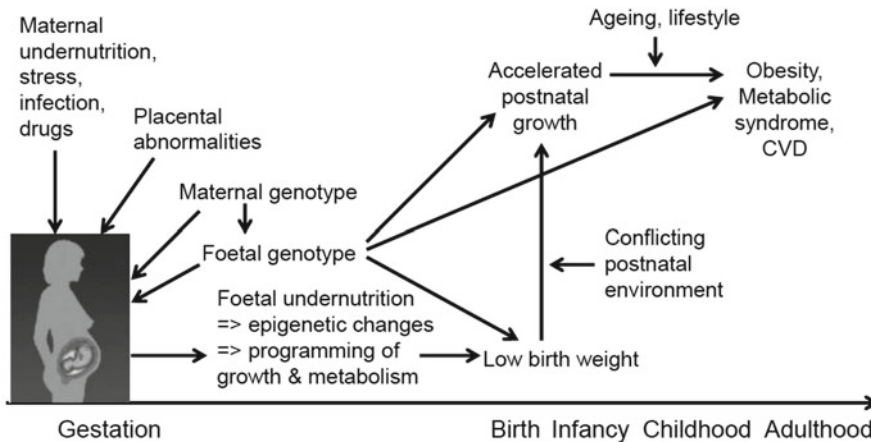 Maternal
undernutrition,
stress,
infection,
drugs
Placental
abnormalities
Maternal genotype
Foetal genotype
Foetal undernutrition
=> epigenetic changes
=> programming of
growth & metabolism
Ageing, lifestyle
Accelerated
postnatal
growth
Obesity,
Metabolic
syndrome,
CVD
Conflicting
postnatal
environment
Low birth weight
Gestation
Birth Infancy Childhood Adulthood